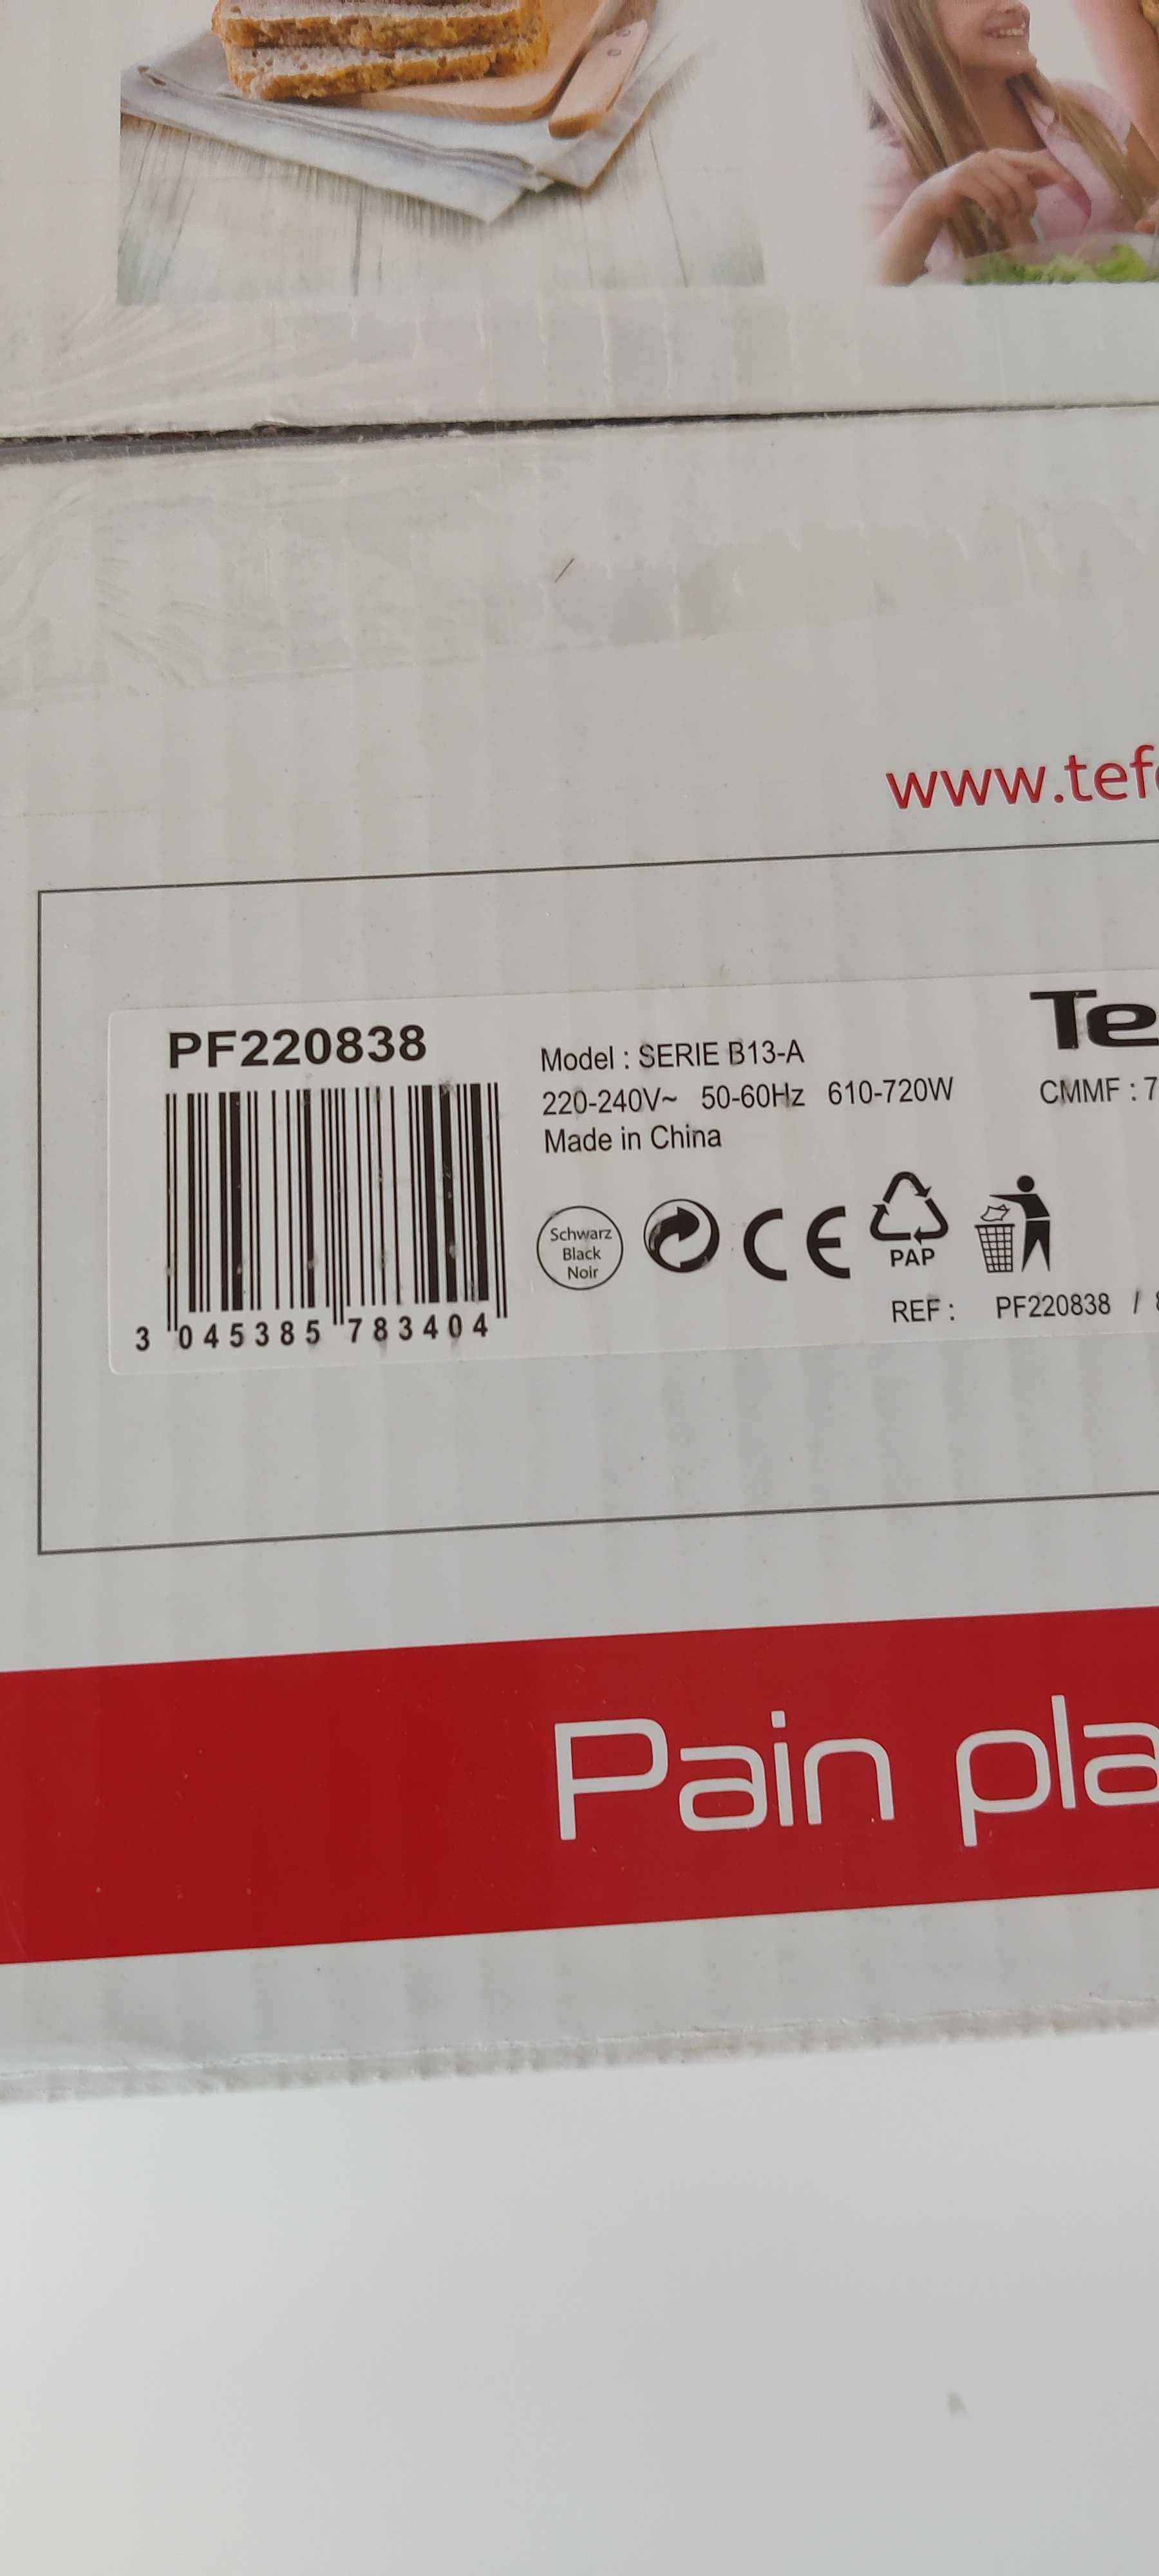 www.tef
PF220838
Model : SERIE B13-A
220-240V~ 50-60Hz 610-720W
Made in China
Te
CMMF : 7
Schwarz
Black
Noir
CE
PAP
REF : PF220838 /
3 045385 783404
Pain pla